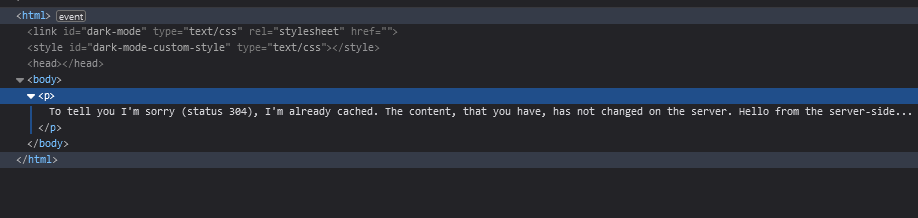 <html> event
<link id="dark-mode" type="text/css" rel="stylesheet" href="">
<style id="dark-mode-custom-style" type="text/css"></style>
<head></head>
<body>
<p>
To tell you I'm sorry (status 304), I'm already cached. The content, that you have, has not changed on the server. Hello from the server-side...
</p>
</body>
</html>